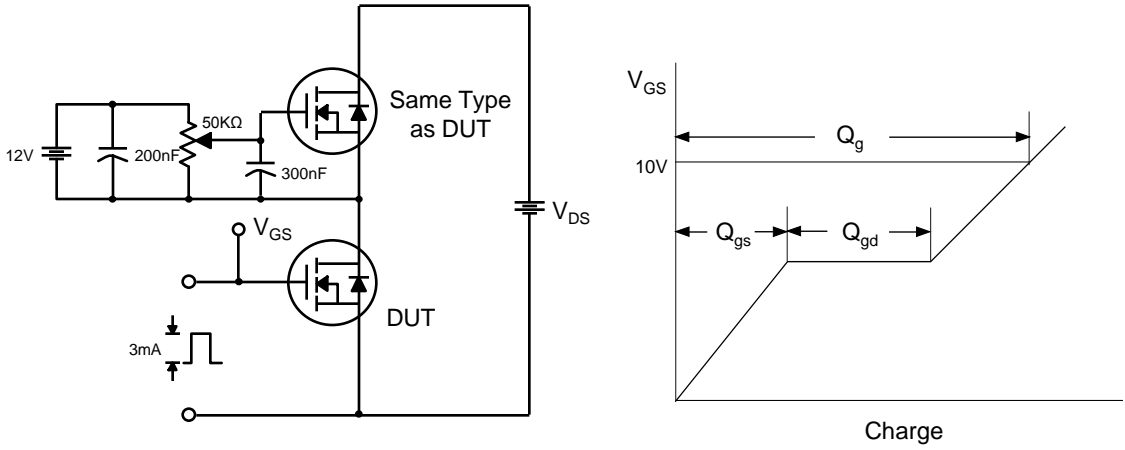 Same Type
as DUT
50KΩ
12V
200nF
300nF
V_GS
V_DS
DUT
3mA
V_GS
Q_g
10V
Q_gs
Q_gd
Charge